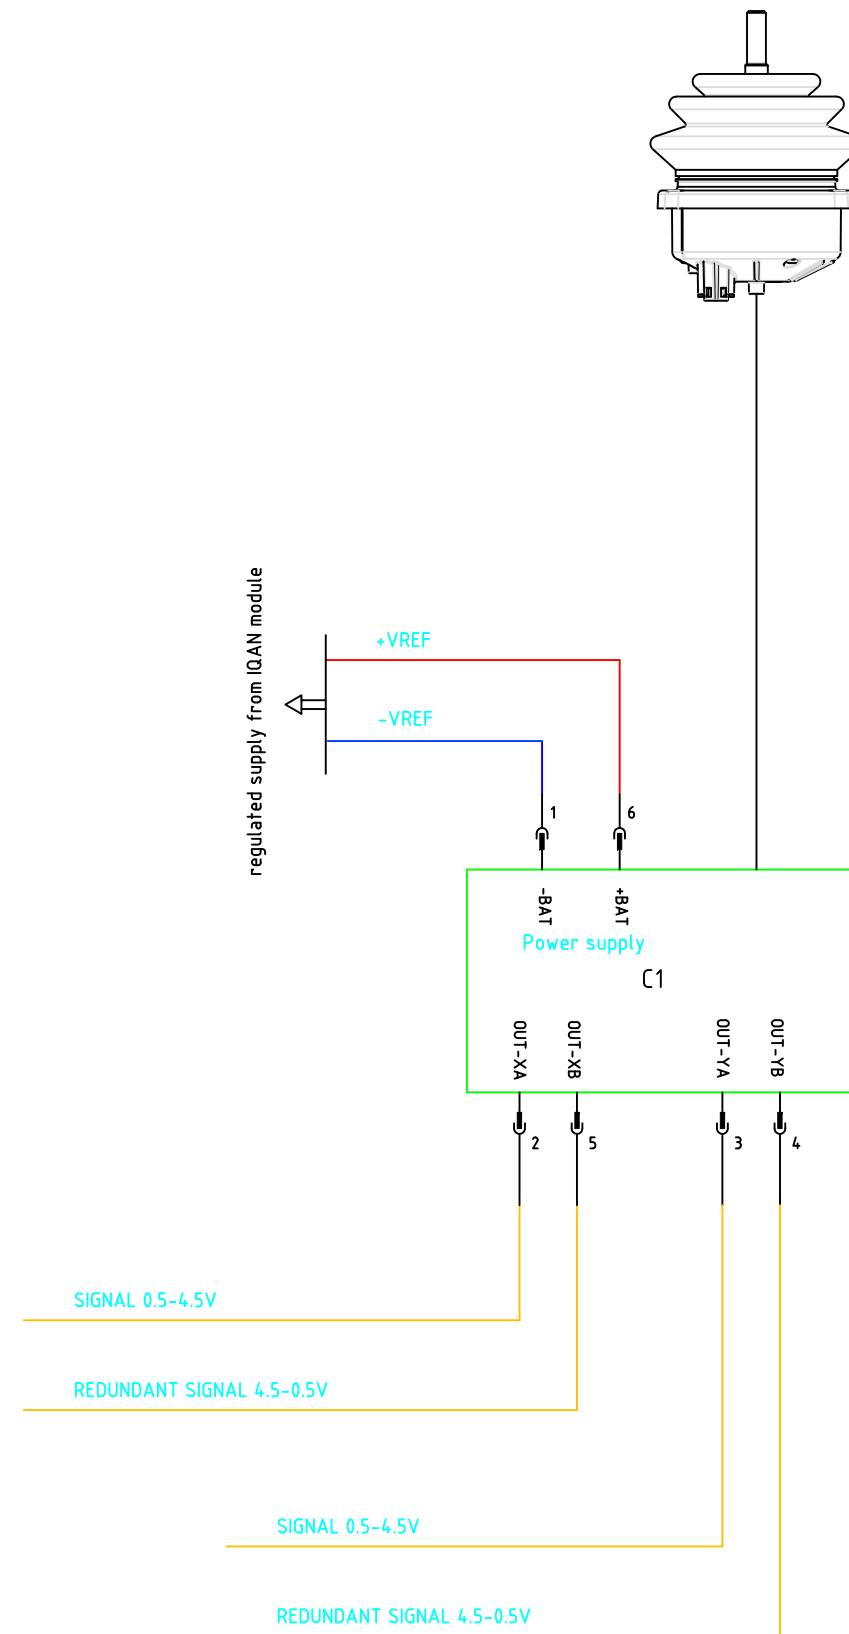 regulated supply from IQAN module
+VREF
-VREF
1
6
-BAT
+BAT
Power supply
C1
OUT-XA
OUT-XB
OUT-YA
OUT-YB
2
5
3
4
SIGNAL 0.5-4.5V
REDUNDANT SIGNAL 4.5-0.5V
SIGNAL 0.5-4.5V
REDUNDANT SIGNAL 4.5-0.5V